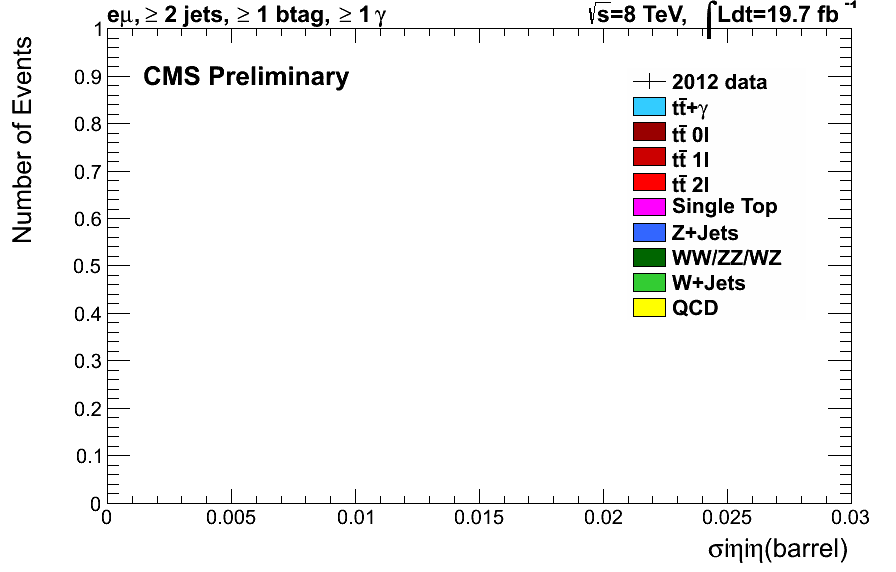 eμ, ≥ 2 jets, ≥ 1 btag, ≥ 1 γ
√s=8 TeV, ∫Ldt=19.7 fb⁻¹
CMS Preliminary
Number of Events
1
0.9
0.8
0.7
0.6
0.5
0.4
0.3
0.2
0.1
0
2012 data
tt̄+γ
tt̄ 0l
tt̄ 1l
tt̄ 2l
Single Top
Z+Jets
WW/ZZ/WZ
W+Jets
QCD
0 0.005 0.01 0.015 0.02 0.025 0.03
σiηiη(barrel)